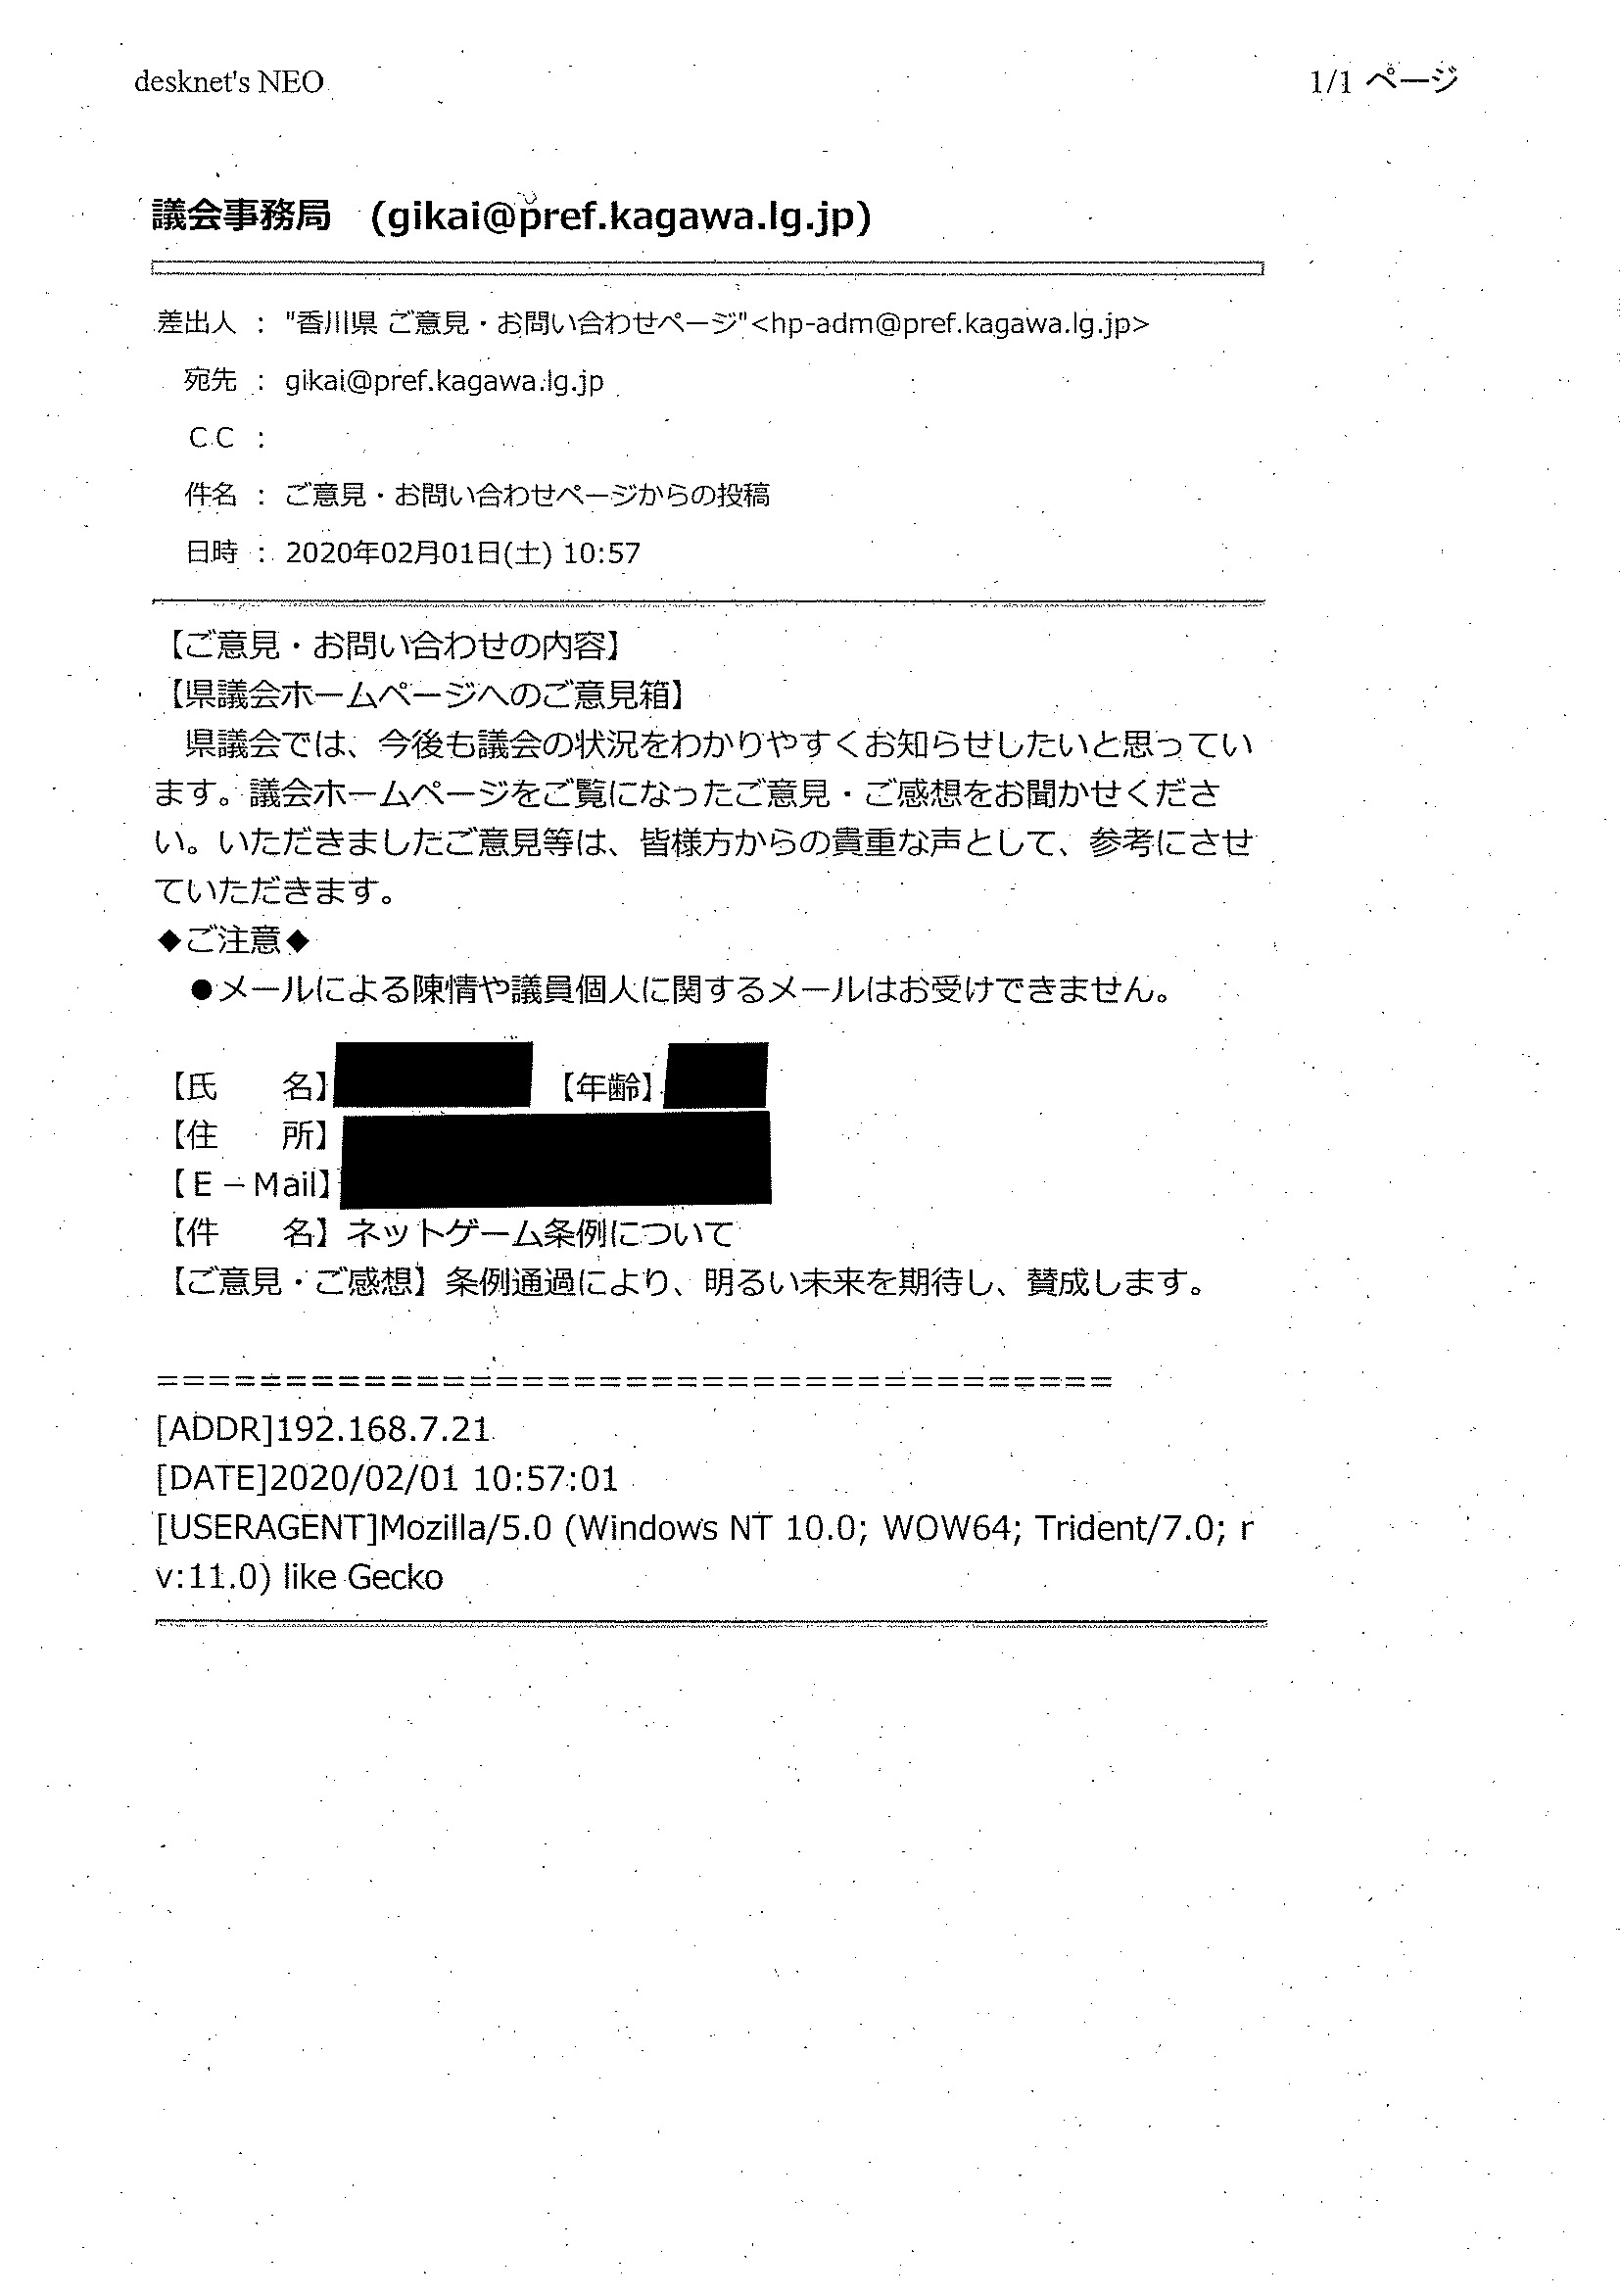 desknet's NEO
1/1 ページ
議会事務局 (gikai@pref.kagawa.lg.jp)
差出人 : "香川県 ご意見・お問い合わせページ"<hp-adm@pref.kagawa.lg.jp>
宛先 : gikai@pref.kagawa.lg.jp
CC :
件名 : ご意見・お問い合わせページからの投稿
日時 : 2020年02月01日(土) 10:57
【ご意見・お問い合わせの内容】
【県議会ホームページへのご意見箱】
県議会では、今後も議会の状況をわかりやすくお知らせしたいと思ってい
ます。議会ホームページをご覧になったご意見・ご感想をお聞かせくださ
い。いただきましたご意見等は、皆様方からの貴重な声として、参考にさせ
ていただきます。
◆ご注意◆
●メールによる陳情や議員個人に関するメールはお受けできません。
【氏 名】 【年齢】
【住 所】
【E-Mail】
【件 名】ネットゲーム条例について
【ご意見・ご感想】条例通過により、明るい未来を期待し、賛成します。
=====================================
[ADDR]192.168.7.21
[DATE]2020/02/01 10:57:01
[USERAGENT]Mozilla/5.0 (Windows NT 10.0; WOW64; Trident/7.0; r
v:11.0) like Gecko